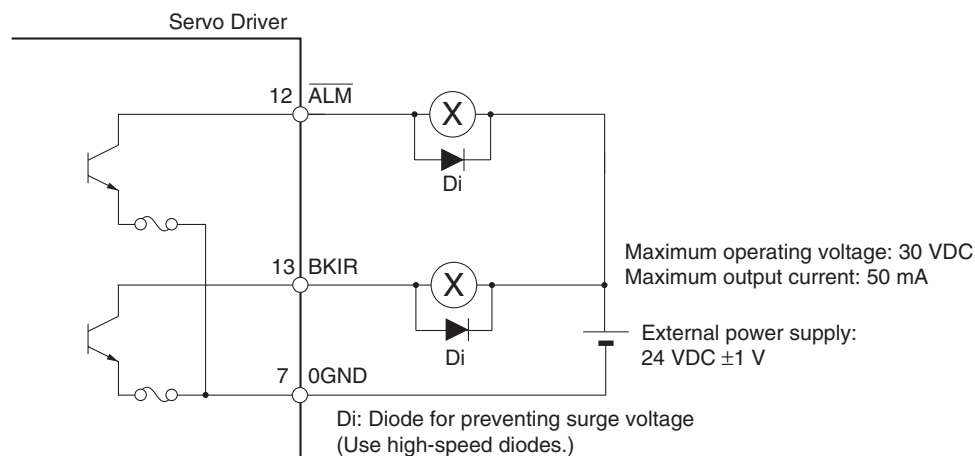 Servo Driver
12 ALM
X
Di
13 BKIR
X
Di
Maximum operating voltage: 30 VDC
Maximum output current: 50 mA
External power supply:
24 VDC ±1 V
7 0GND
Di: Diode for preventing surge voltage
(Use high-speed diodes.)